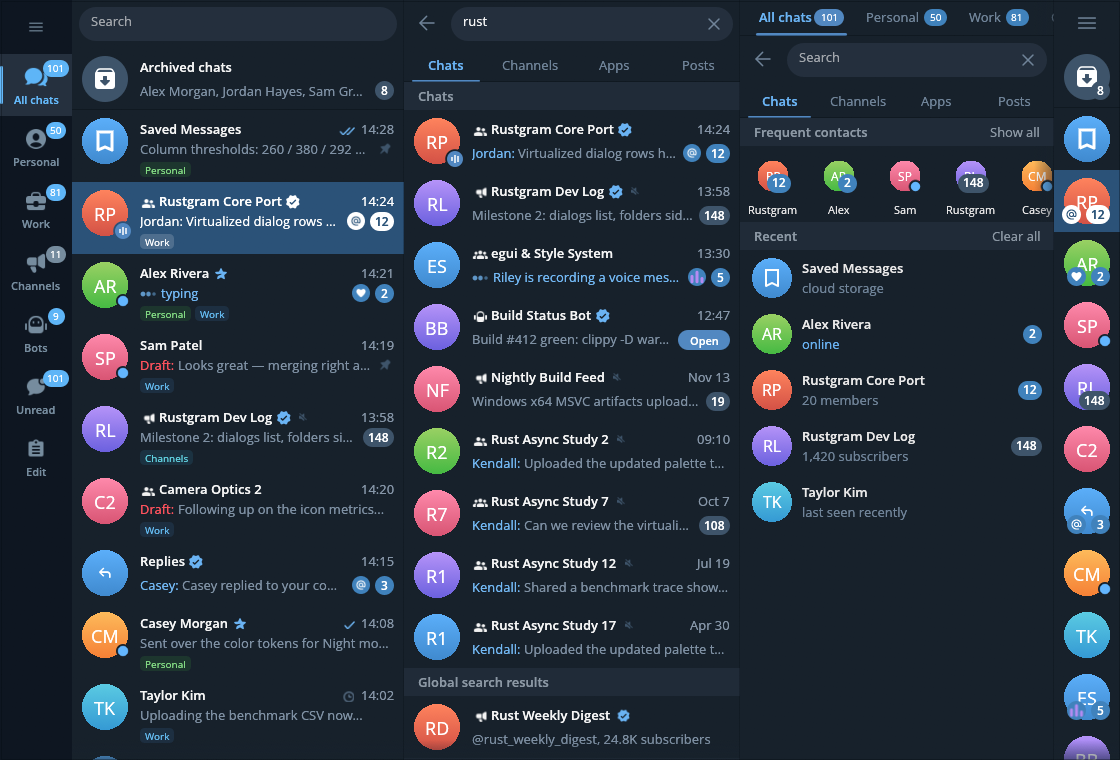 101
All chats
50
Personal
81
Work
11
Channels
9
Bots
101
Unread
Edit
Search
Archived chats
Alex Morgan, Jordan Hayes, Sam Gr... 8
Saved Messages 14:28
Column thresholds: 260 / 380 / 292 ...
Personal
RP
Rustgram Core Port 14:24
Jordan: Virtualized dialog rows ... @ 12
Work
AR
Alex Rivera 14:21
typing 2
Personal Work
SP
Sam Patel 14:19
Draft: Looks great — merging right a...
Work
RL
Rustgram Dev Log 13:58
Milestone 2: dialogs list, folders si... 148
Channels
C2
Camera Optics 2 14:20
Draft: Following up on the icon metrics...
Work
Replies 14:15
Casey: Casey replied to your co... @ 3
CM
Casey Morgan 14:08
Sent over the color tokens for Night mo...
Personal
TK
Taylor Kim 14:02
Uploading the benchmark CSV now...
Work
rust
Chats Channels Apps Posts
Chats
RP
Rustgram Core Port 14:24
Jordan: Virtualized dialog rows h... @ 12
RL
Rustgram Dev Log 13:58
Milestone 2: dialogs list, folders sid... 148
ES
egui & Style System 13:30
Riley is recording a voice mes... 5
BB
Build Status Bot 12:47
Build #412 green: clippy -D war... Open
NF
Nightly Build Feed Nov 13
Windows x64 MSVC artifacts upload... 19
R2
Rust Async Study 2 09:10
Kendall: Uploaded the updated palette t...
R7
Rust Async Study 7 Oct 7
Kendall: Can we review the virtuali... 108
R1
Rust Async Study 12 Jul 19
Kendall: Shared a benchmark trace show...
R1
Rust Async Study 17 Apr 30
Kendall: Uploaded the updated palette t...
Global search results
RD
Rust Weekly Digest
@rust_weekly_digest, 24.8K subscribers
All chats 101 Personal 50 Work 81
Search
Chats Channels Apps Posts
Frequent contacts Show all
RP 12
AR 2
SP
RL 148
CM
Rustgram Alex Sam Rustgram Casey
Recent Clear all
Saved Messages
cloud storage
AR
Alex Rivera
online 2
RP
Rustgram Core Port
20 members 12
RL
Rustgram Dev Log
1,420 subscribers 148
TK
Taylor Kim
last seen recently
8
RP
@ 12
AR
2
SP
RL
148
C2
@ 3
CM
TK
ES
5